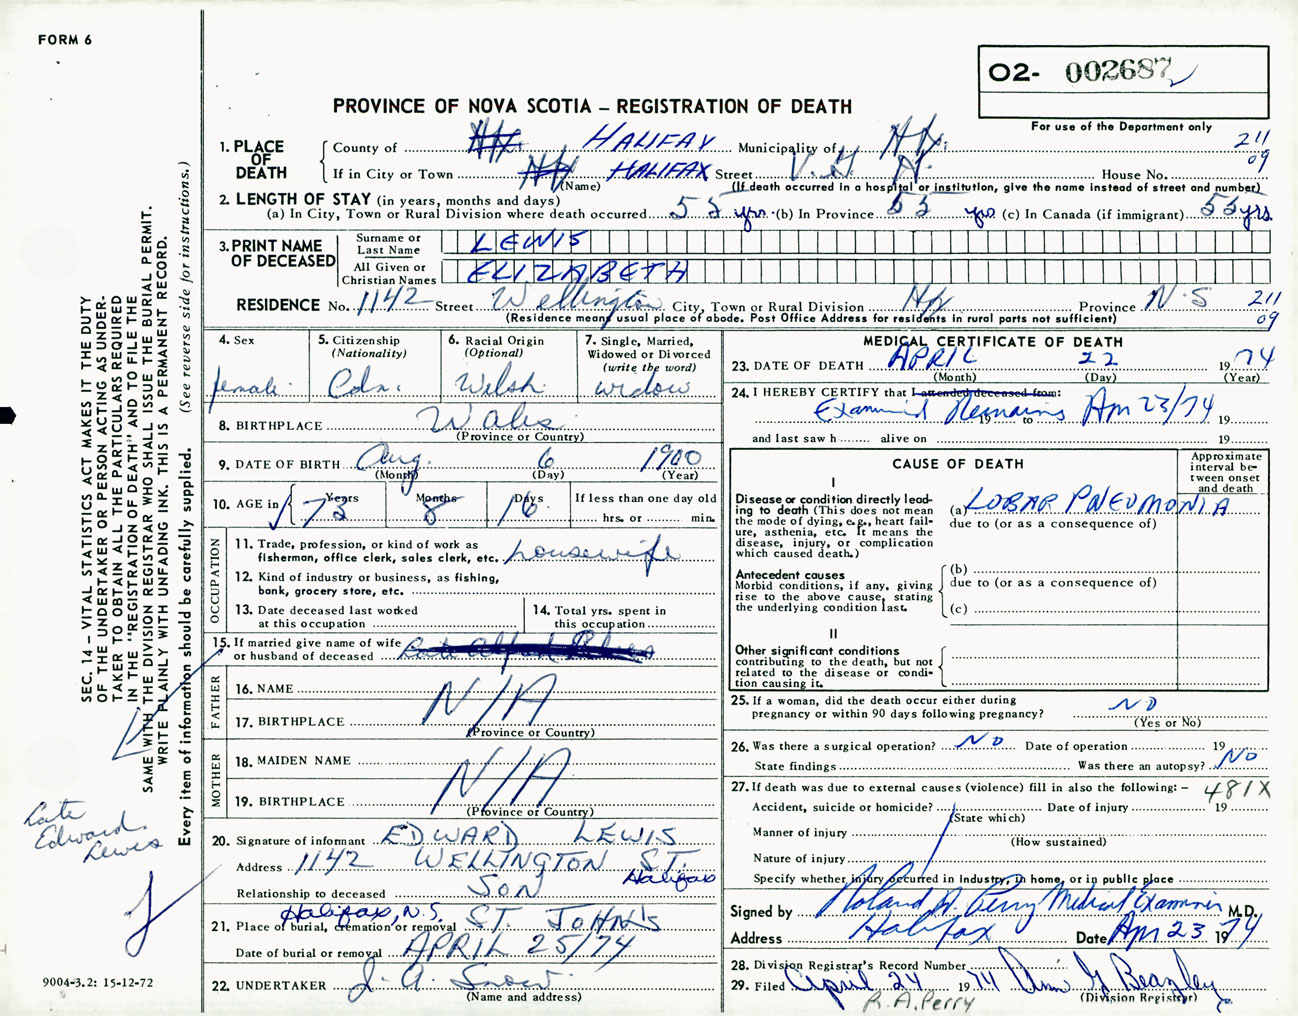 FORM 6
O2- 002687
PROVINCE OF NOVA SCOTIA – REGISTRATION OF DEATH
For use of the Department only
1. PLACE OF DEATH
County of Hfx. HALIFAX Municipality of Hfx. 211
If in City or Town Hfx HALIFAX Street V. G. H. House No. 09
(Name) (If death occurred in a hospital or institution, give the name instead of street and number)
2. LENGTH OF STAY (in years, months and days)
(a) In City, Town or Rural Division where death occurred 55 yrs. (b) In Province 55 yrs (c) In Canada (if immigrant) 55 yrs.
3. PRINT NAME OF DECEASED
Surname or Last Name LEWIS
All Given or Christian Names ELIZABETH
RESIDENCE No. 1142 Street Wellington City, Town or Rural Division Hfx Province N.S 211
(Residence means usual place of abode. Post Office Address for residents in rural parts not sufficient) 09
4. Sex
female
5. Citizenship
(Nationality)
Cdn.
6. Racial Origin
(Optional)
Welsh
7. Single, Married,
Widowed or Divorced
(write the word)
widow
8. BIRTHPLACE Wales
(Province or Country)
9. DATE OF BIRTH Aug. 6 1900
(Month) (Day) (Year)
10. AGE in Years Months Days If less than one day old
73 8 16 hrs. or min.
OCCUPATION
11. Trade, profession, or kind of work as
fisherman, office clerk, sales clerk, etc. housewife
12. Kind of industry or business, as fishing,
bank, grocery store, etc.
13. Date deceased last worked
at this occupation
14. Total yrs. spent in
this occupation
15. If married give name of wife
or husband of deceased
FATHER
16. NAME N/A
17. BIRTHPLACE
(Province or Country)
MOTHER
18. MAIDEN NAME N/A
19. BIRTHPLACE
(Province or Country)
20. Signature of informant EDWARD LEWIS
Address 1142 WELLINGTON ST.
Halifax
Relationship to deceased SON
Halifax, N.S.
21. Place of burial, cremation or removal ST. JOHN'S
Date of burial or removal APRIL 25/74
22. UNDERTAKER J. A. Snow
(Name and address)
MEDICAL CERTIFICATE OF DEATH
23. DATE OF DEATH APRIL 22 1974
(Month) (Day) (Year)
24. I HEREBY CERTIFY that I attended deceased from:
Examined Remains Apr 23/74 19 to 19
and last saw h alive on 19
CAUSE OF DEATH
Approximate
interval be-
tween onset
and death
I
Disease or condition directly lead-
ing to death (This does not mean
the mode of dying, e.g., heart fail-
ure, asthenia, etc. It means the
disease, injury, or complication
which caused death.)
(a) LOBAR PNEUMONIA
due to (or as a consequence of)
Antecedent causes
Morbid conditions, if any, giving
rise to the above cause, stating
the underlying condition last.
(b)
due to (or as a consequence of)
(c)
II
Other significant conditions
contributing to the death, but not
related to the disease or condi-
tion causing it.
25. If a woman, did the death occur either during
pregnancy or within 90 days following pregnancy? NO
(Yes or No)
26. Was there a surgical operation? NO Date of operation 19
State findings Was there an autopsy? NO
27. If death was due to external causes (violence) fill in also the following: – 481X
Accident, suicide or homicide? Date of injury 19
(State which)
Manner of injury
(How sustained)
Nature of injury
Specify whether injury occurred in industry, in home, or in public place
Signed by Roland A. Perry Medical Examiner M.D.
Address Halifax Date Apr 23 1974
28. Division Registrar's Record Number
29. Filed April 24 1974 Ann G Beazley
R.A. Perry (Division Registrar)
SEC. 14 – VITAL STATISTICS ACT MAKES IT THE DUTY
OF THE UNDERTAKER OR PERSON ACTING AS UNDER-
TAKER TO OBTAIN ALL THE PARTICULARS REQUIRED
IN THE "REGISTRATION OF DEATH" AND TO FILE THE
SAME WITH THE DIVISION REGISTRAR WHO SHALL ISSUE THE BURIAL PERMIT.
WRITE PLAINLY WITH UNFADING INK. THIS IS A PERMANENT RECORD.
Every item of information should be carefully supplied. (See reverse side for instructions.)
Late
Edward
Lewis
9004-3.2: 15-12-72